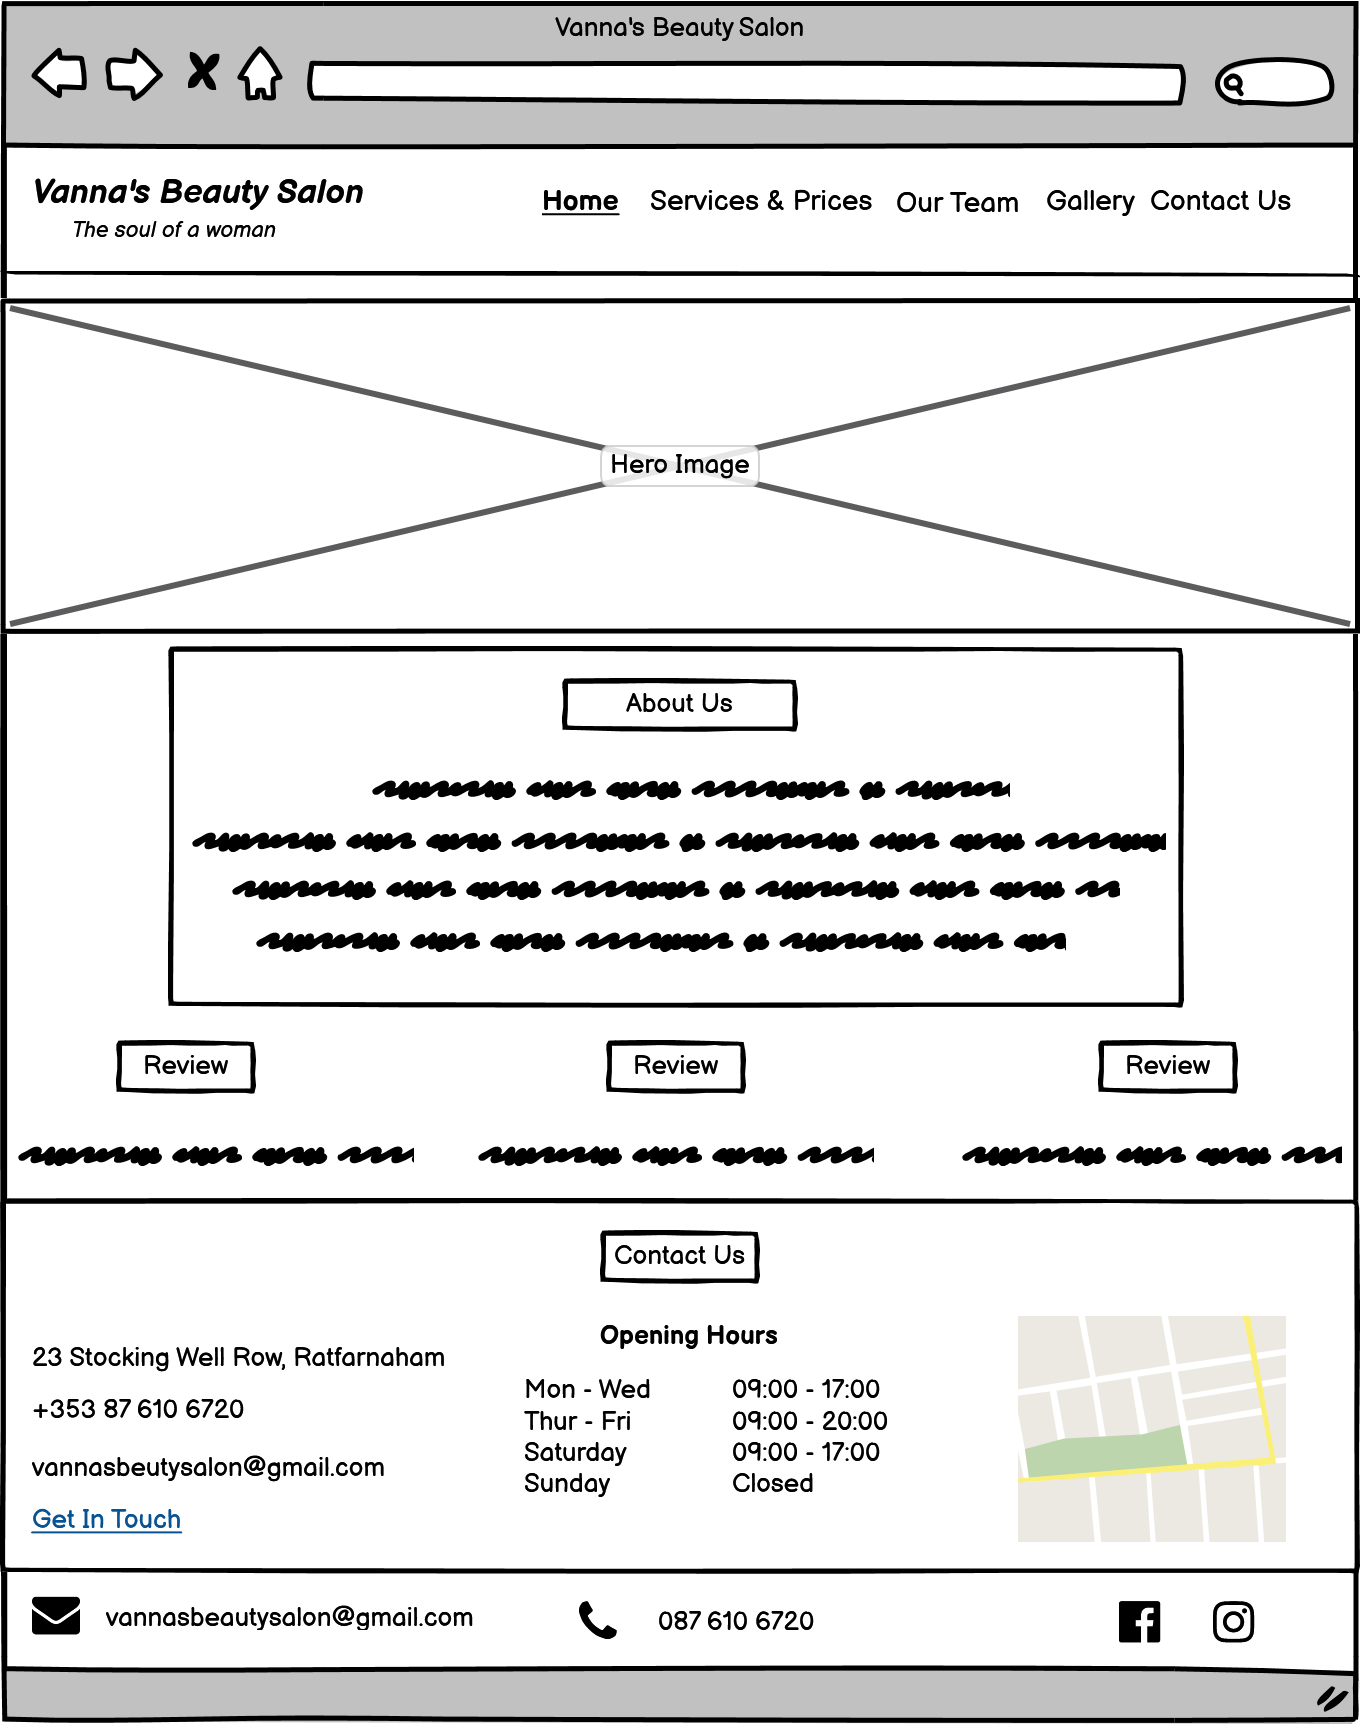 Vanna's Beauty Salon
Vanna's Beauty Salon
The soul of a woman
Home Services & Prices Our Team Gallery Contact Us
Hero Image
About Us
Review Review Review
Contact Us
23 Stocking Well Row, Ratfarnaham
+353 87 610 6720
vannasbeutysalon@gmail.com
Get In Touch
Opening Hours
Mon - Wed 09:00 - 17:00
Thur - Fri 09:00 - 20:00
Saturday 09:00 - 17:00
Sunday Closed
vannasbeautysalon@gmail.com 087 610 6720